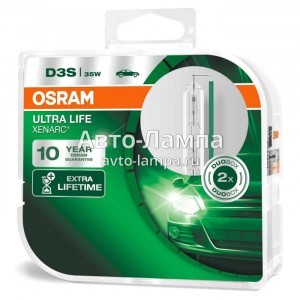 D3S 35W
OSRAM
ULTRA LIFE
XENARC®
10 YEAR
OSRAM
GUARANTEE
EXTRA
LIFETIME
Авто-Лампа
avto-lampa.ru
DUOBOX
2x
DUOBOX